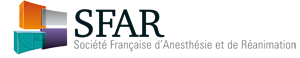 SFAR
Société Française d'Anesthésie et de Réanimation